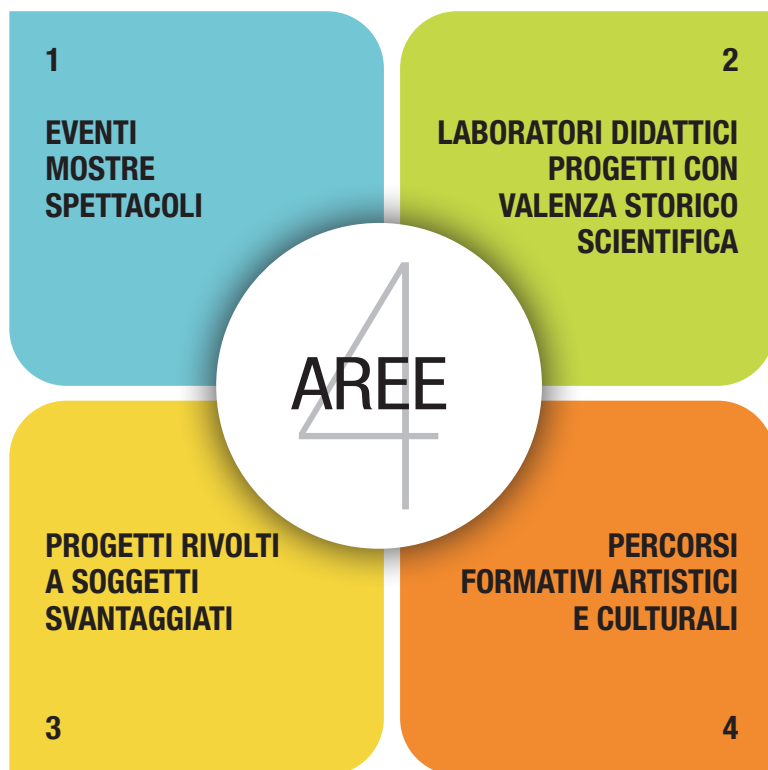 1
EVENTI
MOSTRE
SPETTACOLI
2
LABORATORI DIDATTICI
PROGETTI CON
VALENZA STORICO
SCIENTIFICA
4
AREE
PROGETTI RIVOLTI
A SOGGETTI
SVANTAGGIATI
3
PERCORSI
FORMATIVI ARTISTICI
E CULTURALI
4